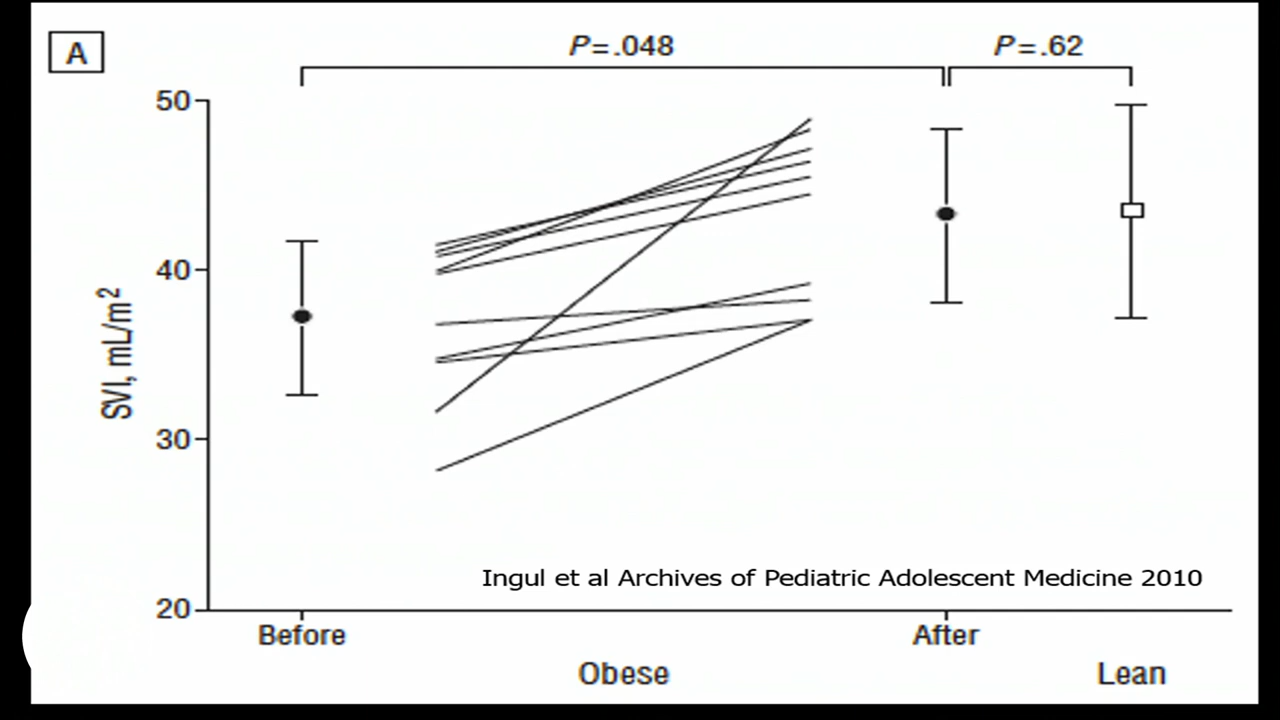 A
P=.048
P=.62
50
40
30
20
SVI, mL/m²
Ingul et al Archives of Pediatric Adolescent Medicine 2010
Before
After
Obese
Lean